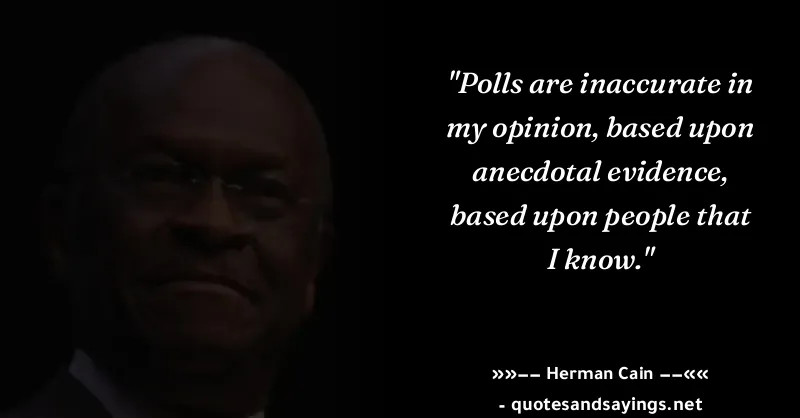 "Polls are inaccurate in
my opinion, based upon
anecdotal evidence,
based upon people that
I know."
»»–– Herman Cain ––««
- quotesandsayings.net